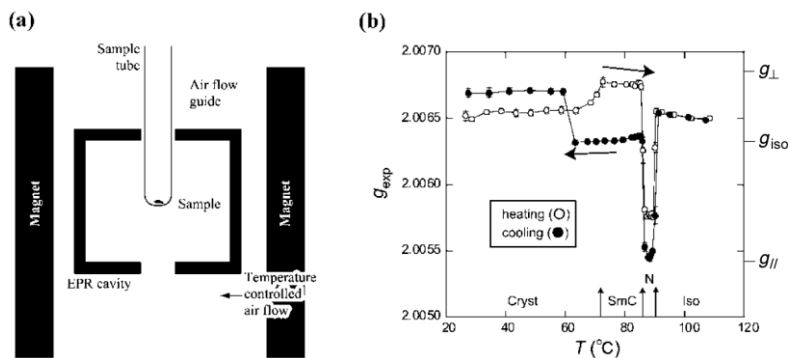 (a)
Sample
tube
Air flow
guide
Magnet
Sample
Magnet
EPR cavity
Temperature
controlled
air flow
(b)
2.0070
2.0065
2.0060
2.0055
2.0050
gexp
g⊥
giso
g//
heating (○)
cooling (●)
N
Cryst
SmC
Iso
20 40 60 80 100 120
T (°C)